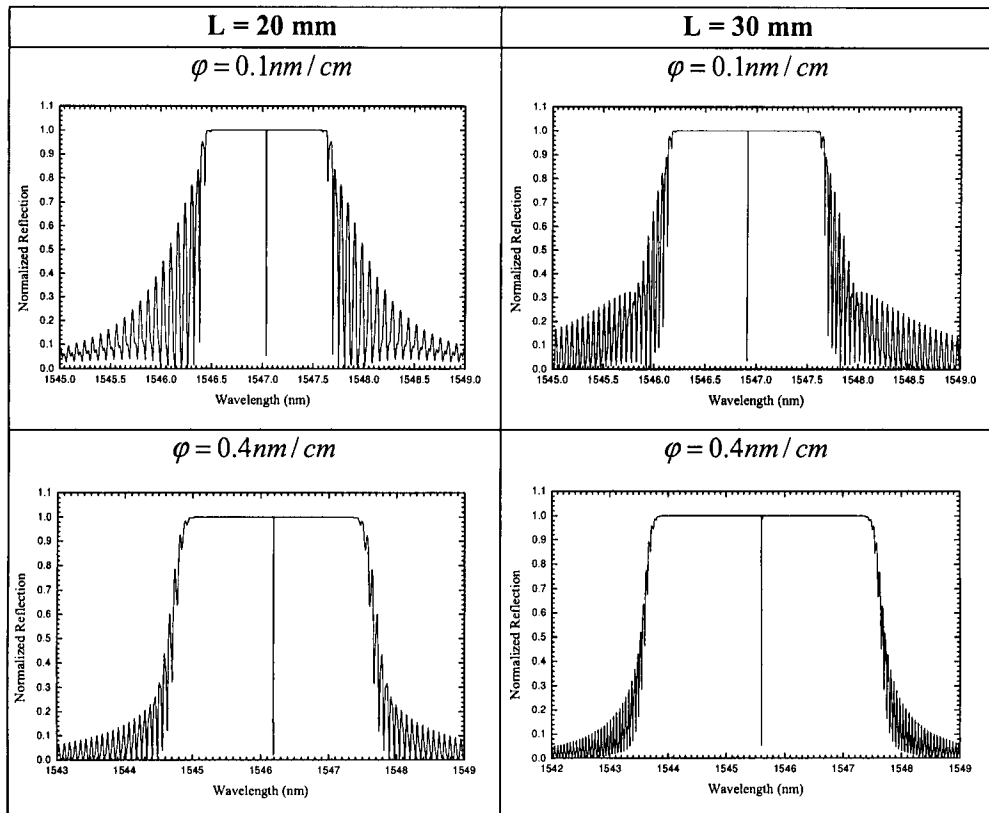 L = 20 mm
L = 30 mm
φ = 0.1nm / cm
φ = 0.1nm / cm
1.1
1.0
0.9
0.8
0.7
0.6
0.5
0.4
0.3
0.2
0.1
0.0
Normalized Reflection
1545.0 1545.5 1546.0 1546.5 1547.0 1547.5 1548.0 1548.5 1549.0
Wavelength (nm)
1.1
1.0
0.9
0.8
0.7
0.6
0.5
0.4
0.3
0.2
0.1
0.0
Normalized Reflection
1545.0 1545.5 1546.0 1546.5 1547.0 1547.5 1548.0 1548.5 1549.0
Wavelength (nm)
φ = 0.4nm / cm
φ = 0.4nm / cm
1.1
1.0
0.9
0.8
0.7
0.6
0.5
0.4
0.3
0.2
0.1
0.0
Normalized Reflection
1543 1544 1545 1546 1547 1548 1549
Wavelength (nm)
1.1
1.0
0.9
0.8
0.7
0.6
0.5
0.4
0.3
0.2
0.1
0.0
Normalized Reflection
1542 1543 1544 1545 1546 1547 1548 1549
Wavelength (nm)